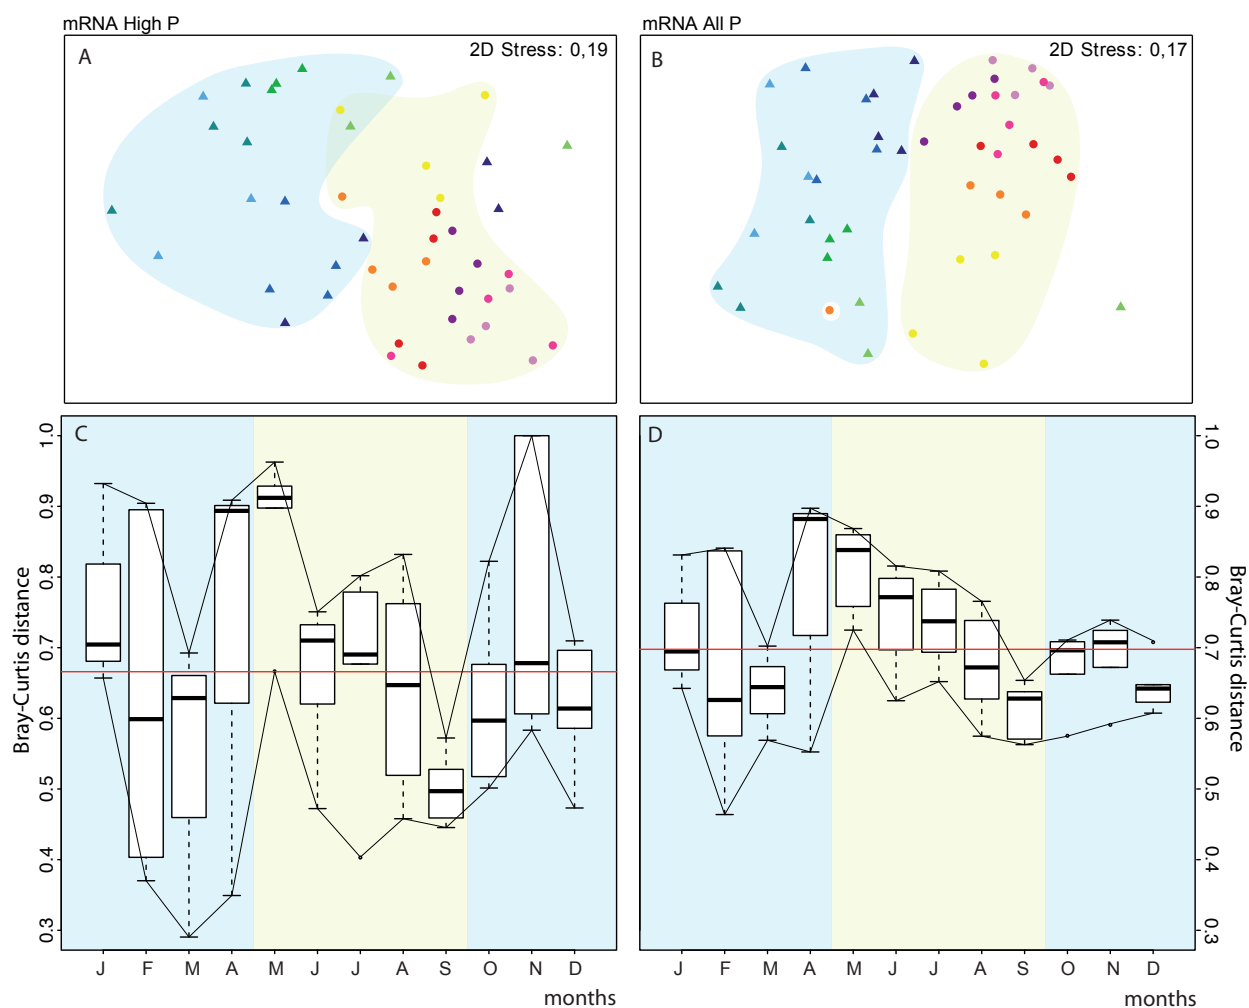 mRNA High P
mRNA All P
A
2D Stress: 0,19
B
2D Stress: 0,17
C
D
1.0
0.9
0.8
0.7
0.6
0.5
0.4
0.3
Bray-Curtis distance
1.0
0.9
0.8
0.7
0.6
0.5
0.4
0.3
Bray-Curtis distance
J F M A M J J A S O N D
J F M A M J J A S O N D
months
months